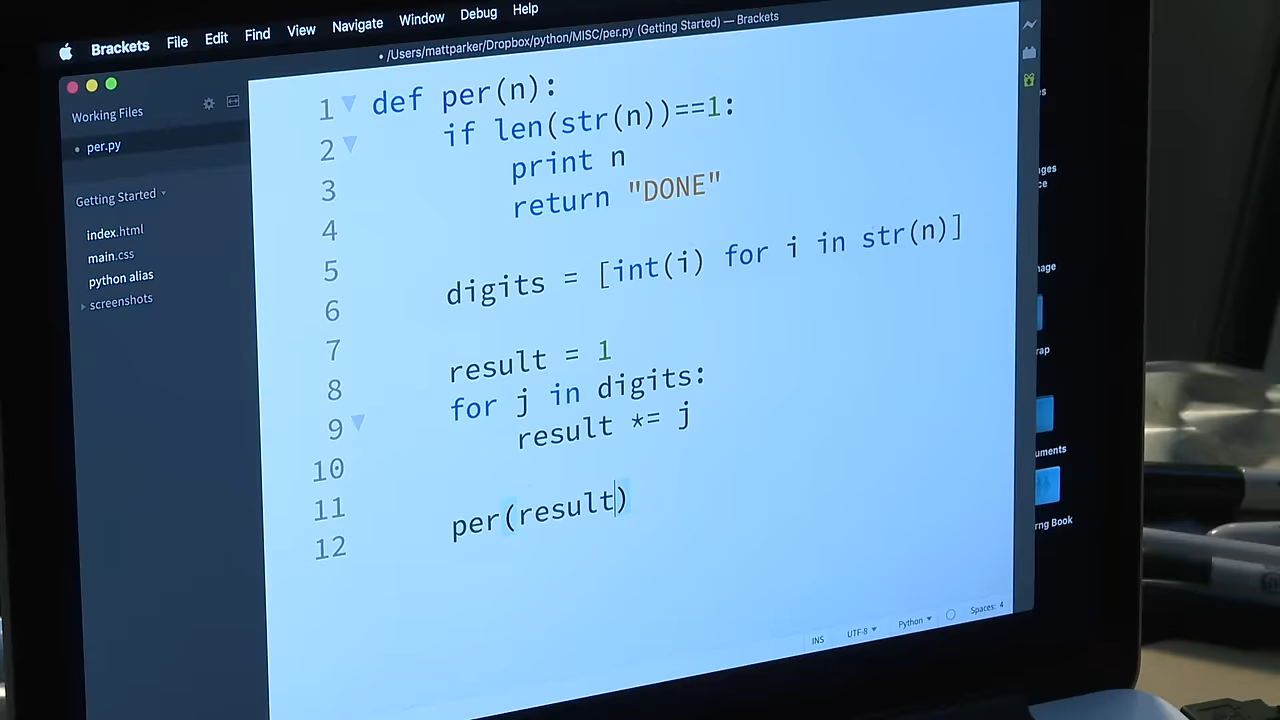 Brackets File Edit Find View Navigate Window Debug Help
• /Users/mattparker/Dropbox/python/MISC/per.py (Getting Started) — Brackets
Working Files
• per.py
Getting Started
index.html
main.css
python alias
screenshots
1 def per(n):
2 if len(str(n))==1:
3 print n
4 return "DONE"
5
6 digits = [int(i) for i in str(n)]
7
8 result = 1
9 for j in digits:
10 result *= j
11
12 per(result)
INS UTF-8 Python Spaces: 4